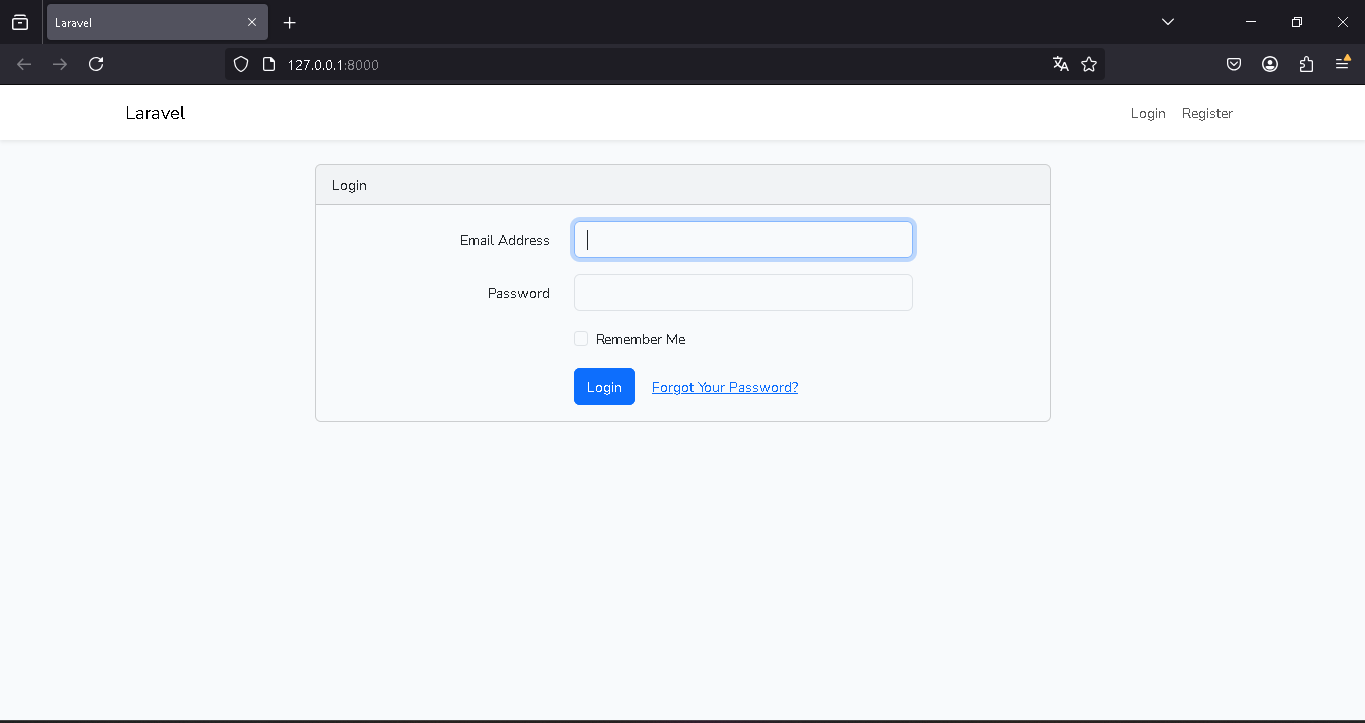 Laravel
127.0.0.1:8000
Laravel
Login Register
Login
Email Address
Password
Remember Me
Login Forgot Your Password?